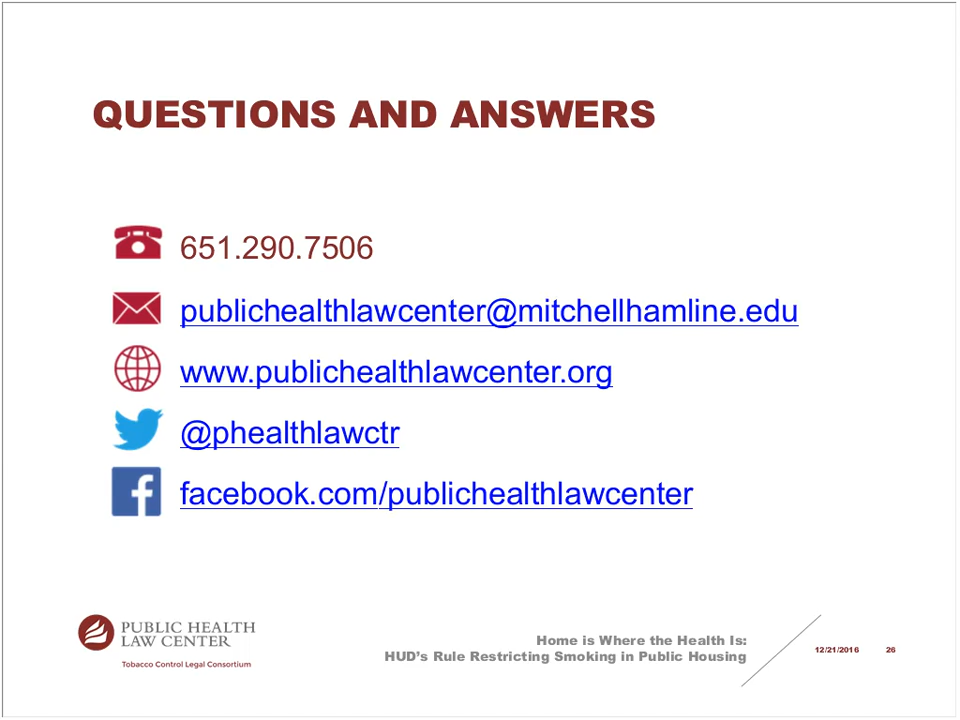 QUESTIONS AND ANSWERS
651.290.7506
publichealthlawcenter@mitchellhamline.edu
www.publichealthlawcenter.org
@phealthlawctr
facebook.com/publichealthlawcenter
PUBLIC HEALTH
LAW CENTER
Tobacco Control Legal Consortium
Home is Where the Health Is:
HUD's Rule Restricting Smoking in Public Housing
12/21/2016 26